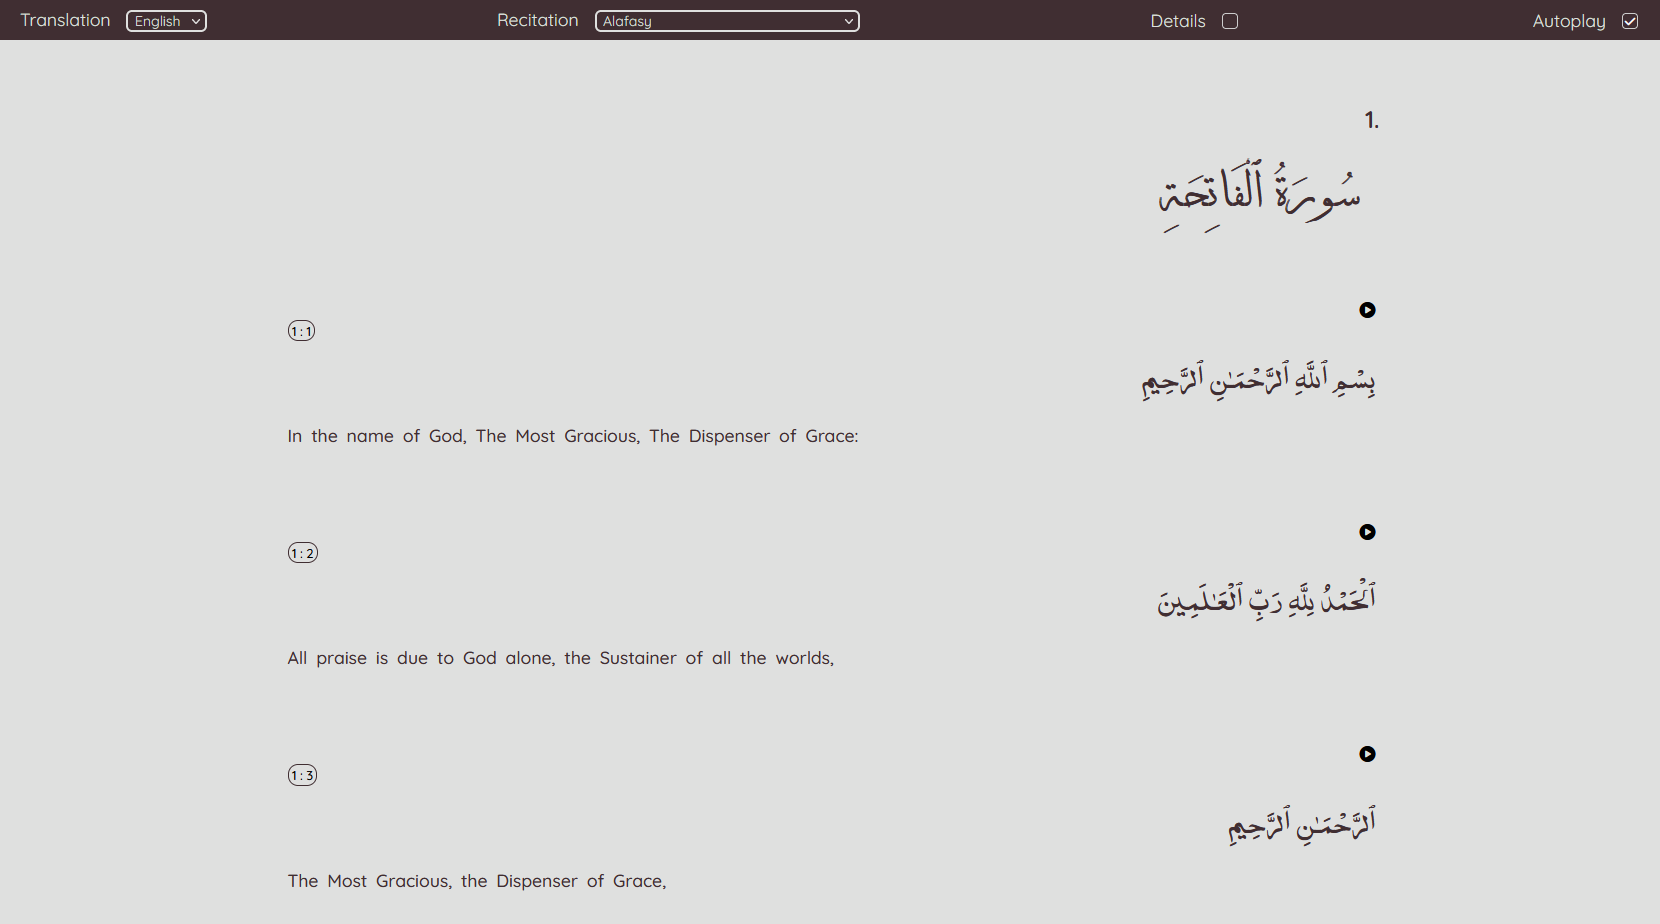 Translation English Recitation Alafasy Details Autoplay
1.
سُورَةُ ٱلْفَاتِحَةِ
1 : 1
بِسْمِ ٱللَّهِ ٱلرَّحْمَـٰنِ ٱلرَّحِيمِ
In the name of God, The Most Gracious, The Dispenser of Grace:
1 : 2
ٱلْحَمْدُ لِلَّهِ رَبِّ ٱلْعَـٰلَمِينَ
All praise is due to God alone, the Sustainer of all the worlds,
1 : 3
ٱلرَّحْمَـٰنِ ٱلرَّحِيمِ
The Most Gracious, the Dispenser of Grace,